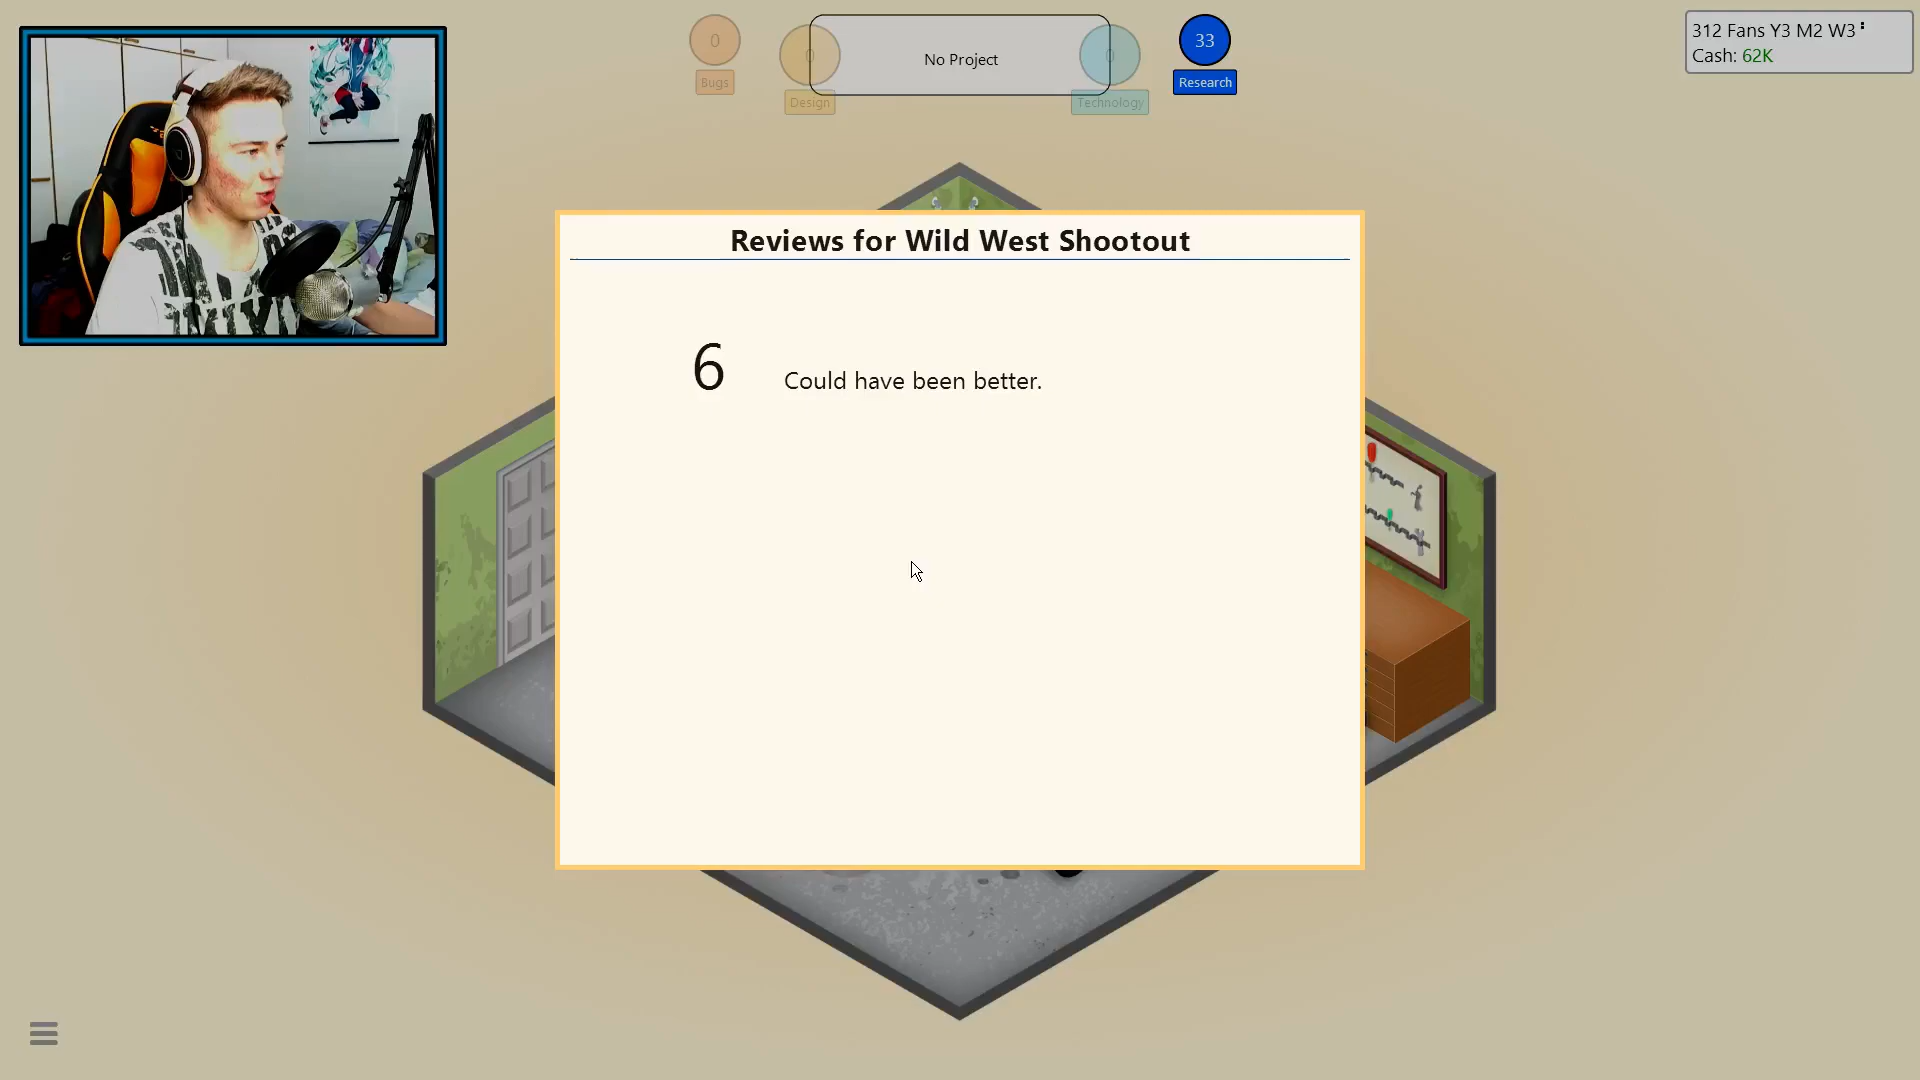 0
Bugs
0
Design
No Project
0
Technology
33
Research
312 Fans Y3 M2 W3
Cash: 62K
Reviews for Wild West Shootout
6
Could have been better.